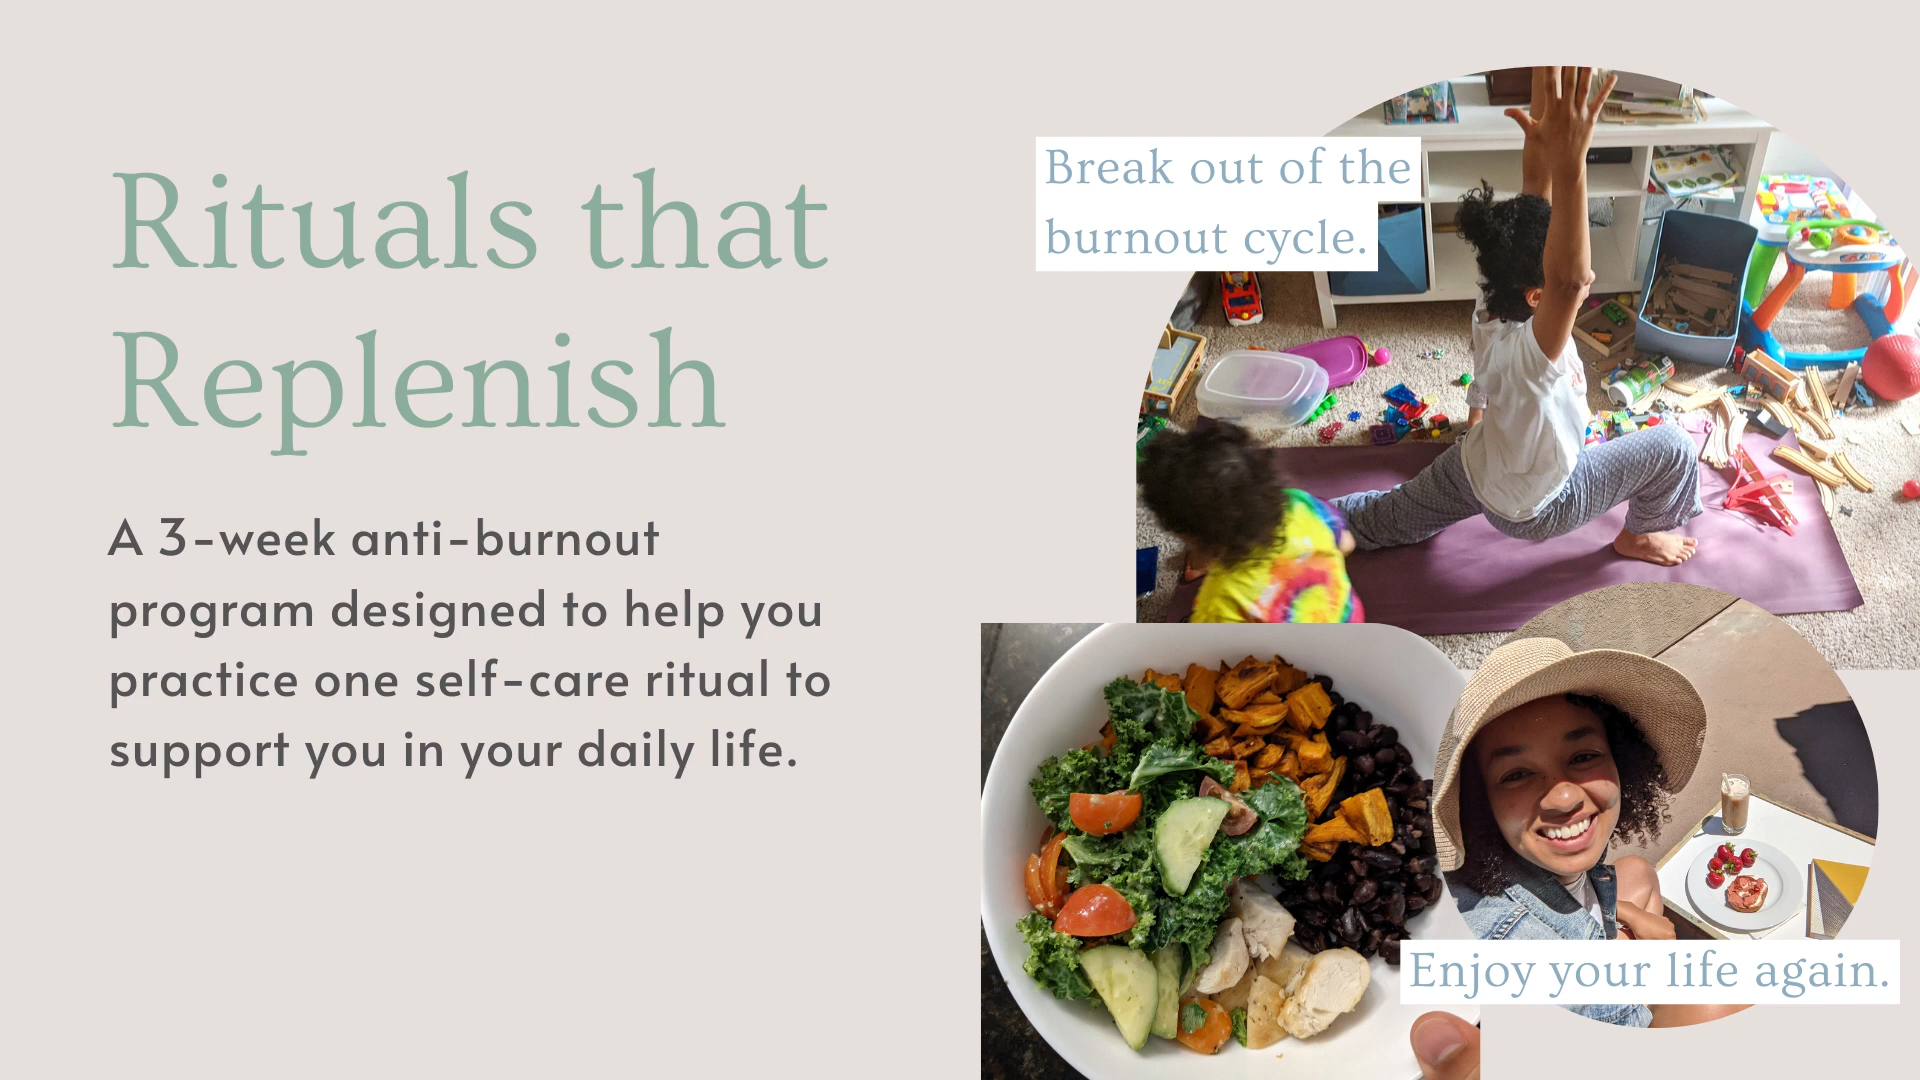 Rituals that
Replenish
A 3-week anti-burnout
program designed to help you
practice one self-care ritual to
support you in your daily life.
Break out of the
burnout cycle.
Enjoy your life again.